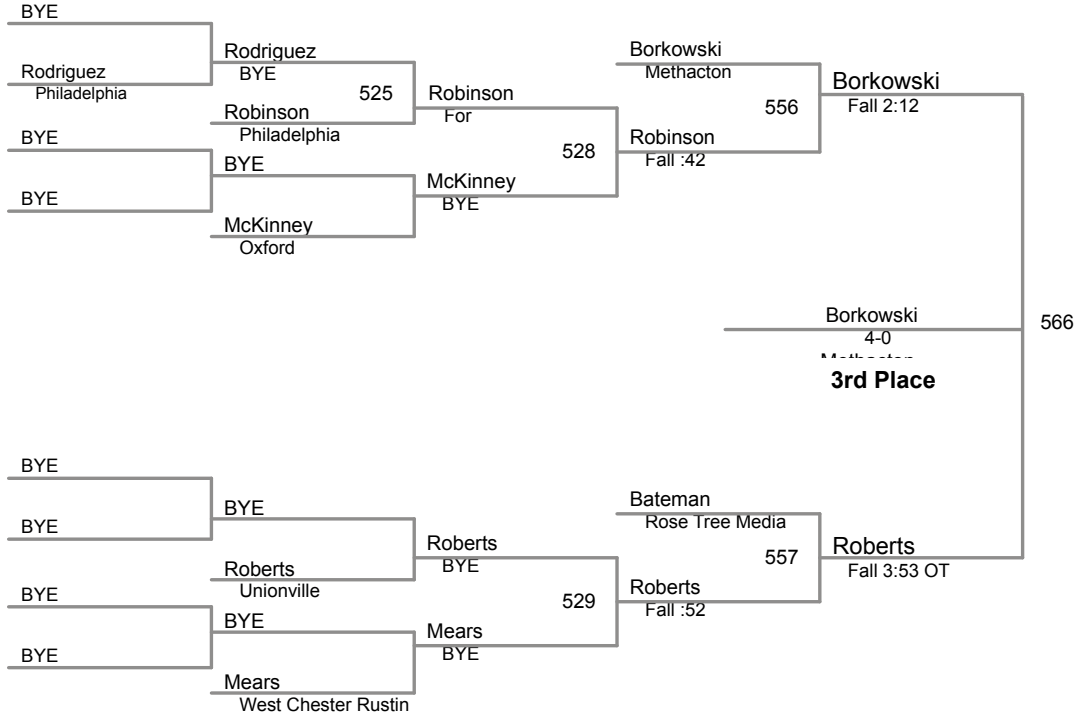 BYE
Rodriguez
Philadelphia
BYE
BYE
Rodriguez
BYE
525
Robinson
Philadelphia
BYE
McKinney
Oxford
Robinson
For
528
McKinney
BYE
Borkowski
Methacton
556
Robinson
Fall :42
Borkowski
Fall 2:12
Borkowski
4-0
566
3rd Place
BYE
BYE
BYE
BYE
BYE
Roberts
Unionville
BYE
Mears
West Chester Rustin
Roberts
BYE
529
Mears
BYE
Bateman
Rose Tree Media
557
Roberts
Fall :52
Roberts
Fall 3:53 OT